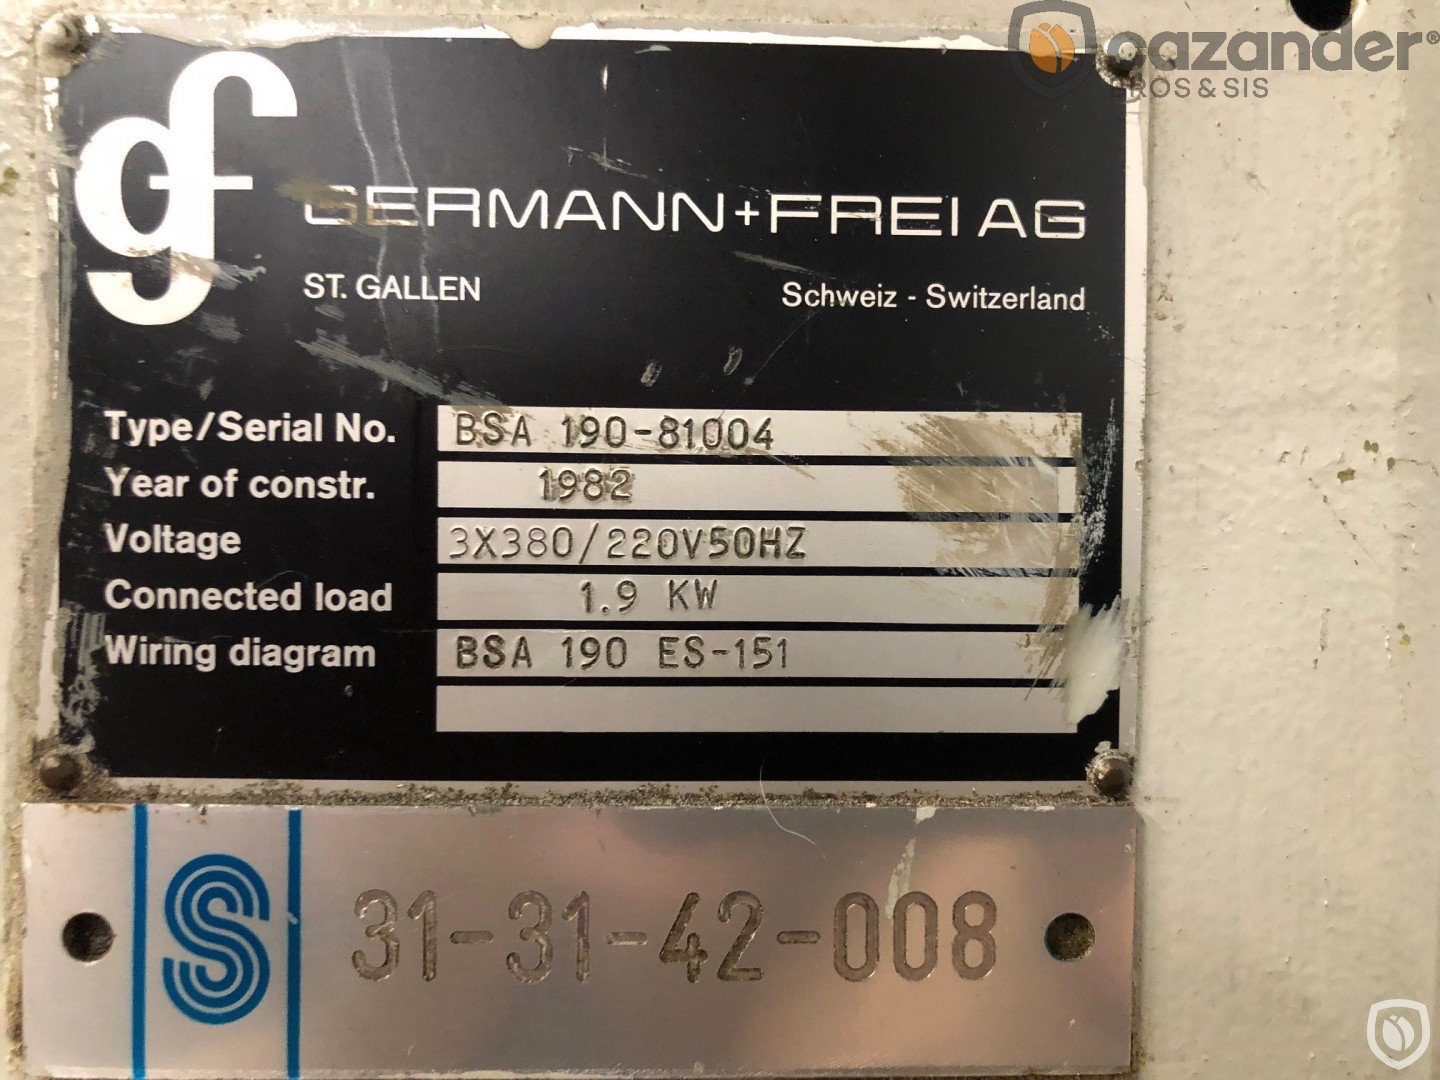 cazander®
BROS & SIS
gf
GERMANN+FREI AG
ST. GALLEN
Schweiz - Switzerland
Type/Serial No. BSA 190-81004
Year of constr. 1982
Voltage 3X380/220V50HZ
Connected load 1.9 KW
Wiring diagram BSA 190 ES-151
S 31-31-42-008